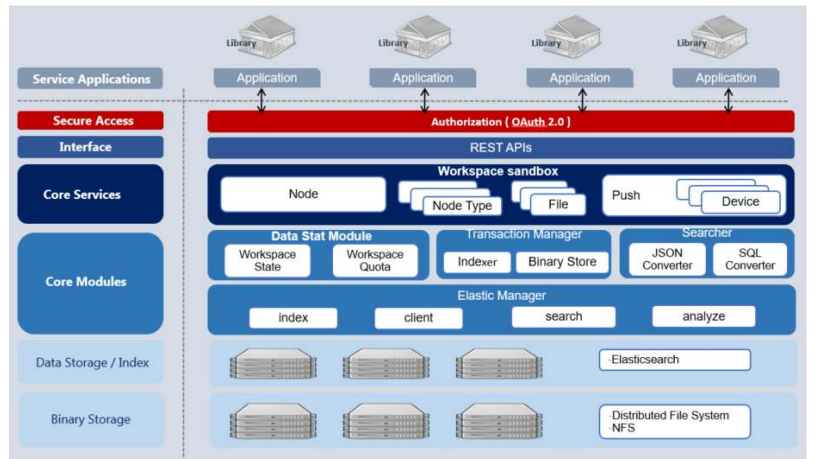 Library
Library
Library
Library
Service Applications
Application
Application
Application
Application
Secure Access
Authorization ( OAuth 2.0 )
Interface
REST APIs
Core Services
Workspace sandbox
Node
Node Type
File
Push
Device
Core Modules
Data Stat Module
Workspace
State
Workspace
Quota
Transaction Manager
Indexer
Binary Store
Searcher
JSON
Converter
SQL
Converter
Elastic Manager
index
client
search
analyze
Data Storage / Index
-Elasticsearch
Binary Storage
-Distributed File System
-NFS